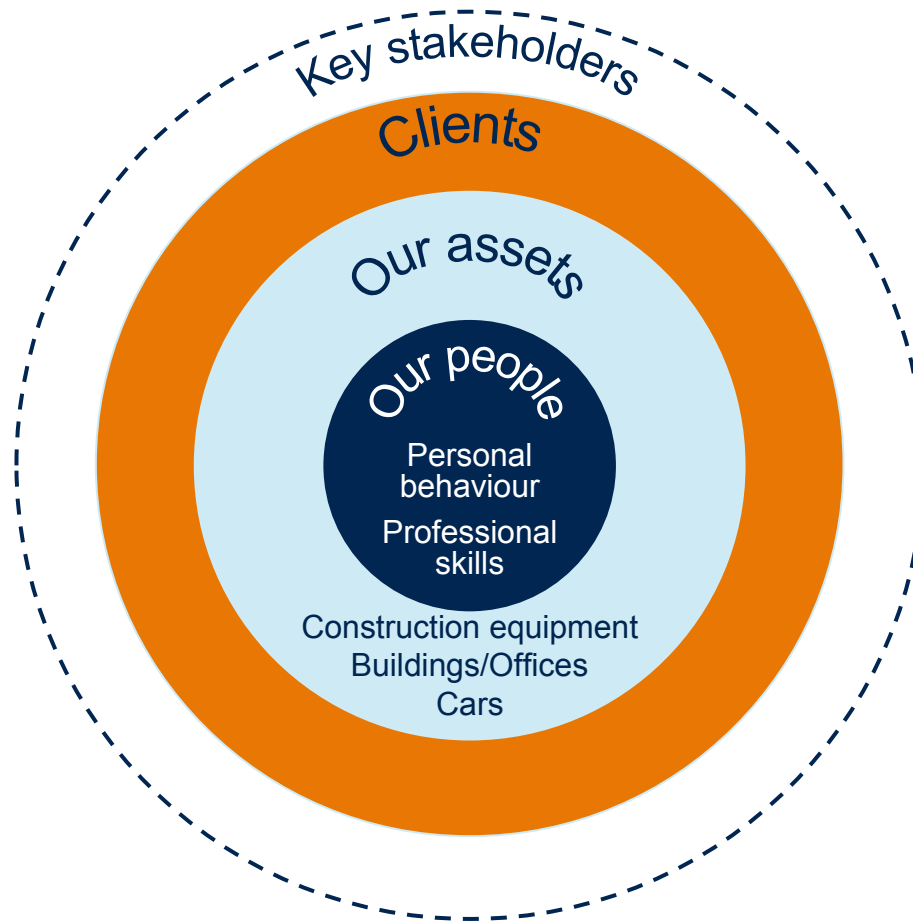 Key stakeholders
Clients
Our assets
Our people
Personal
behaviour
Professional
skills
Construction equipment
Buildings/Offices
Cars